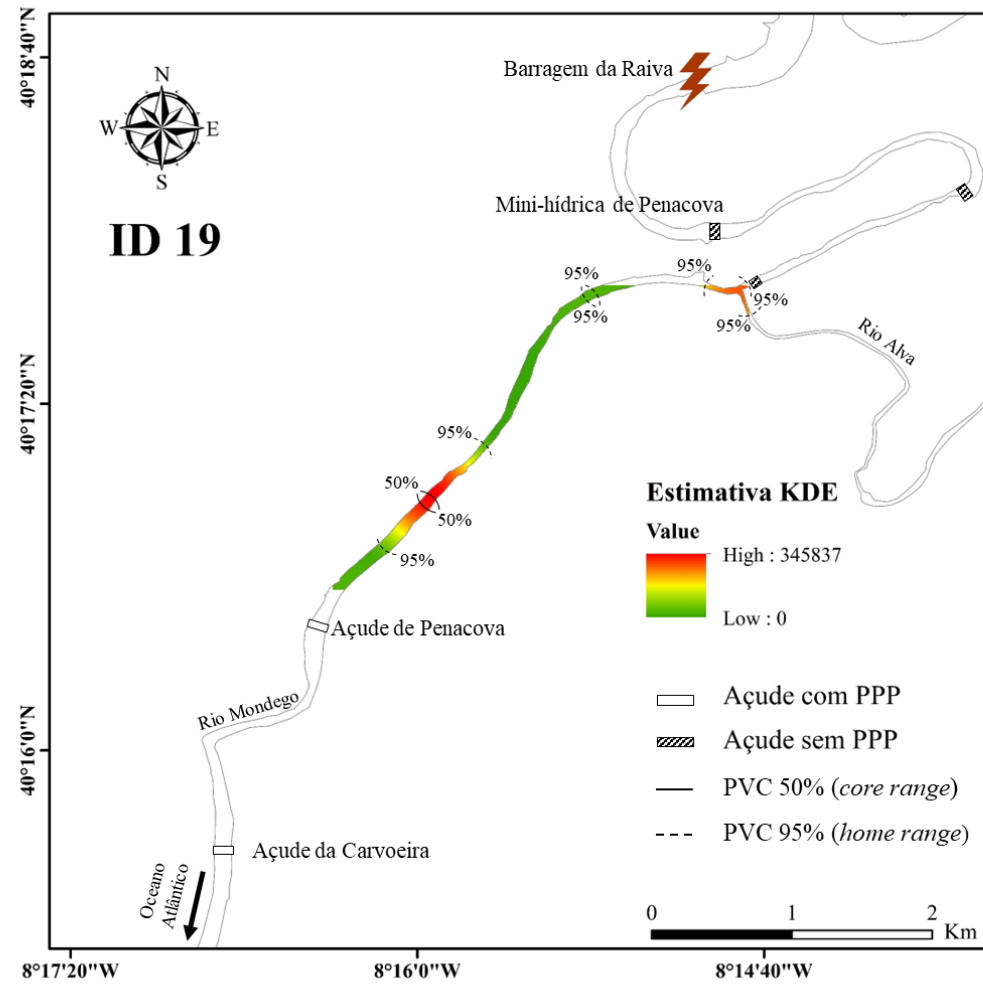 40°18'40"N
Barragem da Raiva
N
W
E
S
Mini-hídrica de Penacova
ID 19
95%
95%
95%
95%
95%
Rio Alva
40°17'20"N
95%
50%
50%
95%
Estimativa KDE
Value
High : 345837
Low : 0
Açude de Penacova
Açude com PPP
Rio Mondego
Açude sem PPP
40°16'0"N
PVC 50% (core range)
PVC 95% (home range)
Açude da Carvoeira
Oceano
Atlântico
0 1 2
Km
8°17'20"W
8°16'0"W
8°14'40"W